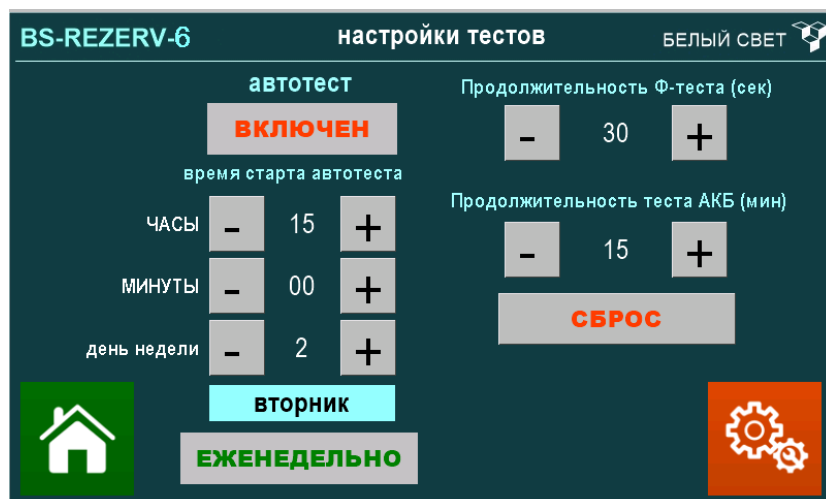 BS-REZERV-6
настройки тестов
БЕЛЫЙ СВЕТ
автотест
ВКЛЮЧЕН
время старта автотеста
ЧАСЫ - 15 +
МИНУТЫ - 00 +
день недели - 2 +
вторник
ЕЖЕНЕДЕЛЬНО
Продолжительность Ф-теста (сек)
- 30 +
Продолжительность теста АКБ (мин)
- 15 +
СБРОС